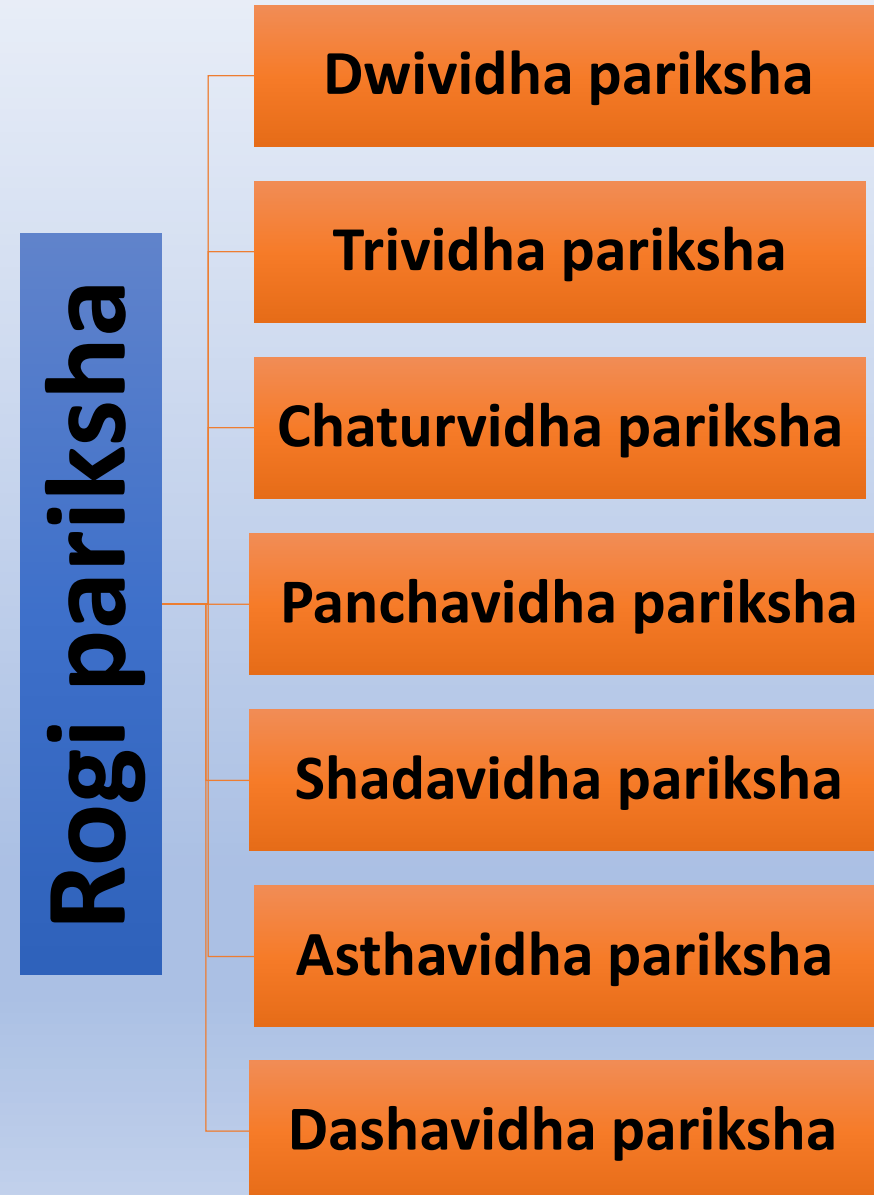 Rogi pariksha
Dwividha pariksha
Trividha pariksha
Chaturvidha pariksha
Panchavidha pariksha
Shadavidha pariksha
Asthavidha pariksha
Dashavidha pariksha